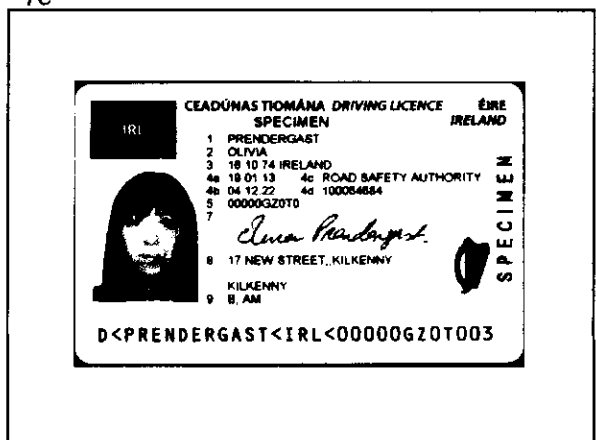 IRL
CEADÚNAS TIOMÁNA DRIVING LICENCE ÉIRE
SPECIMEN IRELAND
1 PRENDERGAST
2 OLIVIA
3 16 10 74 IRELAND
4a 19 01 13 4c ROAD SAFETY AUTHORITY
4b 04.12.22 4d 100064684
5 00000GZ0T0
7
Prendergast.
8 17 NEW STREET, KILKENNY
KILKENNY
9 B, AM
SPECIMEN
D<PRENDERGAST<IRL<00000GZ0T003